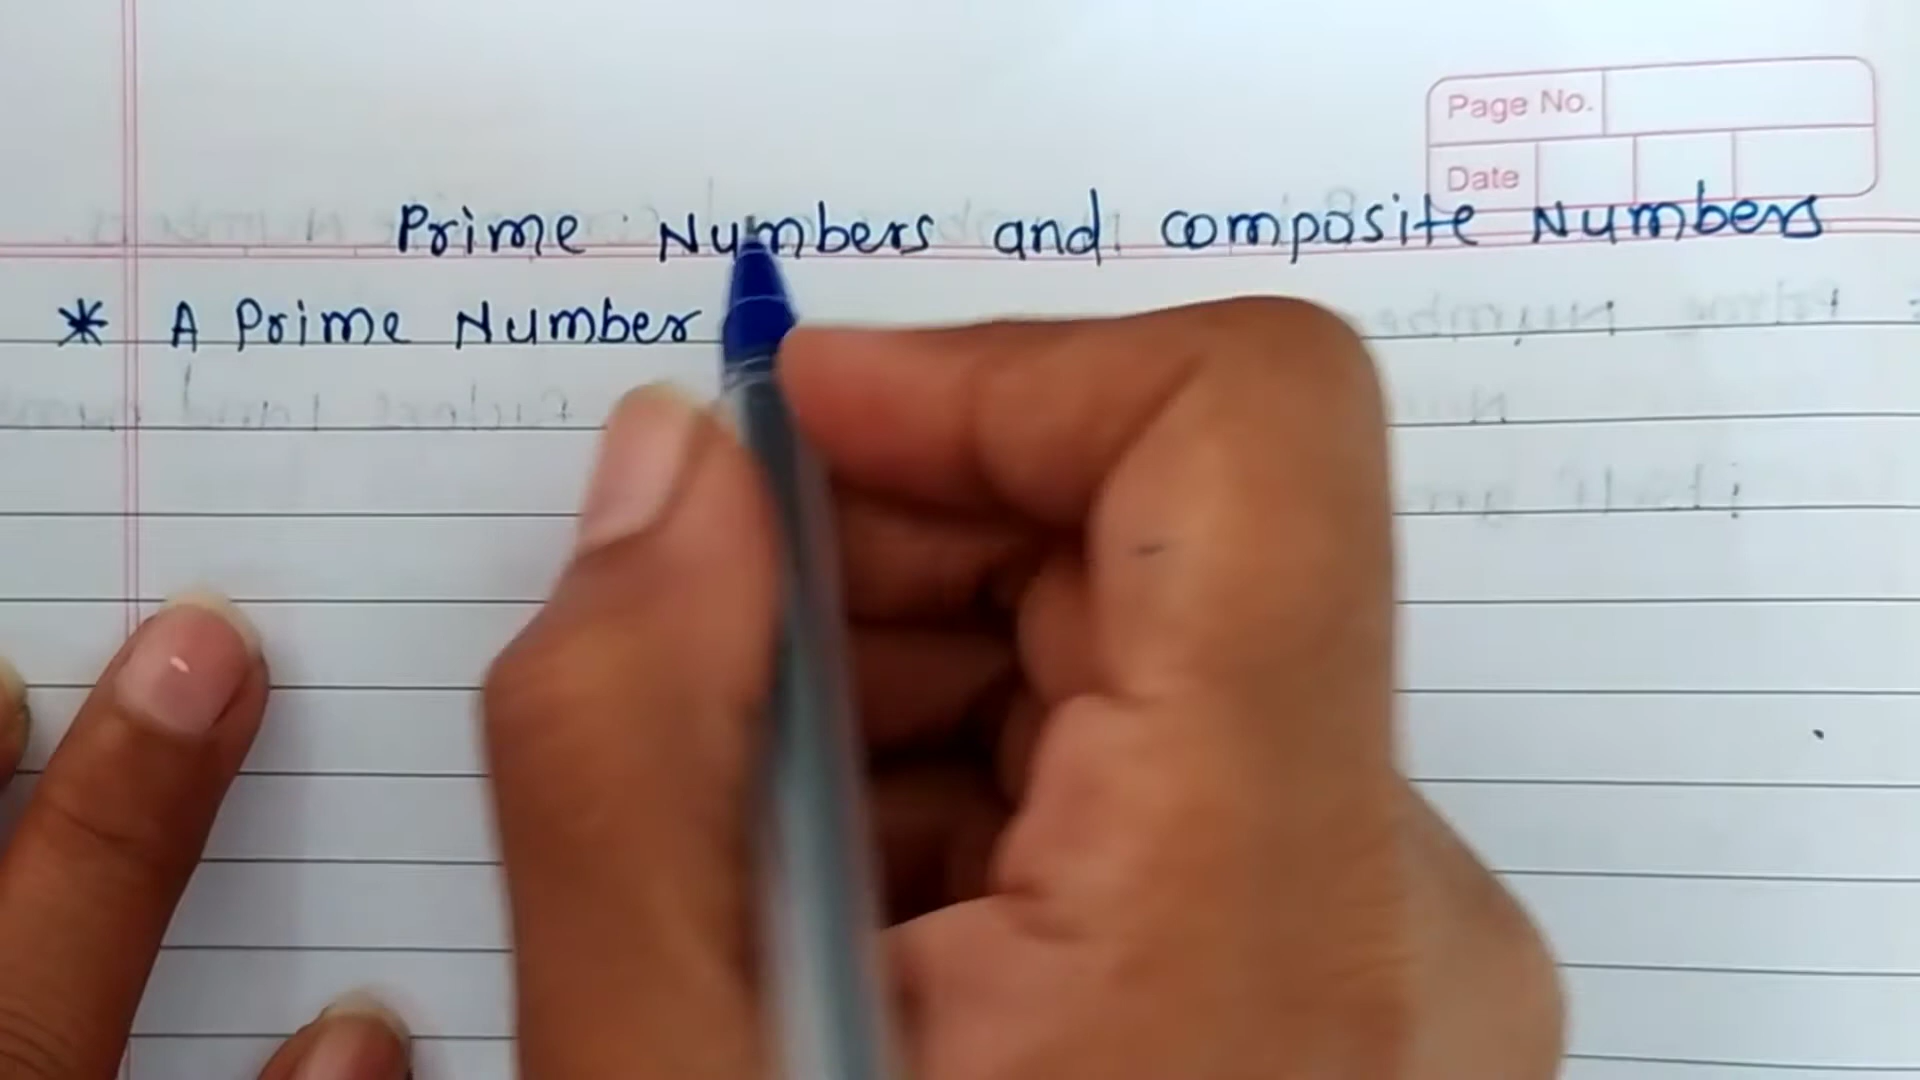 Page No.
Date
Prime Numbers and composite Numbers
* A Prime Number